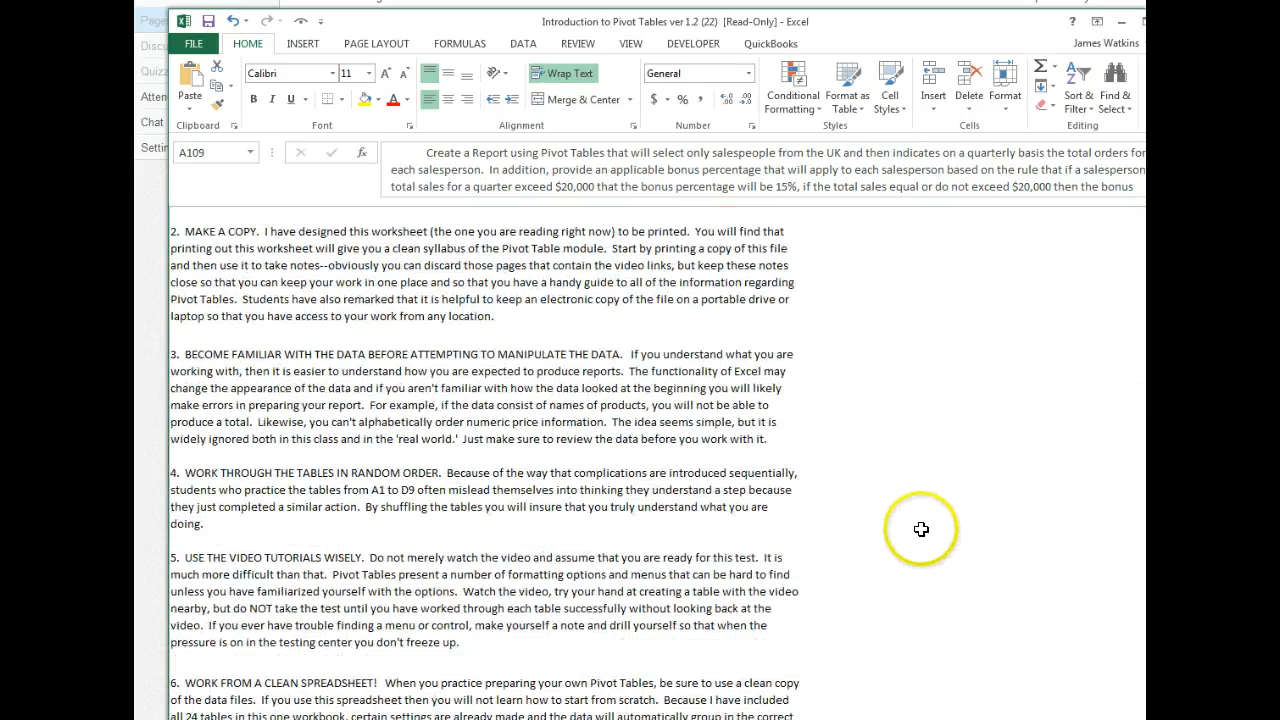 Pages
Introduction to Pivot Tables ver 1.2 (22) [Read-Only] - Excel
?
FILE HOME INSERT PAGE LAYOUT FORMULAS DATA REVIEW VIEW DEVELOPER QuickBooks James Watkins
Discu
Quizz
Atten
Chat
Settin
Paste
Calibri 11 A A
B I U A
Wrap Text
Merge & Center
General
$ % ,
Conditional Formatting
Format as Table
Cell Styles
Insert
Delete
Format
Sort & Filter
Find & Select
Clipboard Font Alignment Number Styles Cells Editing
A109
fx
Create a Report using Pivot Tables that will select only salespeople from the UK and then indicates on a quarterly basis the total orders for
each salesperson. In addition, provide an applicable bonus percentage that will apply to each salesperson based on the rule that if a salesperson
total sales for a quarter exceed $20,000 that the bonus percentage will be 15%, if the total sales equal or do not exceed $20,000 then the bonus
2. MAKE A COPY. I have designed this worksheet (the one you are reading right now) to be printed. You will find that
printing out this worksheet will give you a clean syllabus of the Pivot Table module. Start by printing a copy of this file
and then use it to take notes--obviously you can discard those pages that contain the video links, but keep these notes
close so that you can keep your work in one place and so that you have a handy guide to all of the information regarding
Pivot Tables. Students have also remarked that it is helpful to keep an electronic copy of the file on a portable drive or
laptop so that you have access to your work from any location.
3. BECOME FAMILIAR WITH THE DATA BEFORE ATTEMPTING TO MANIPULATE THE DATA. If you understand what you are
working with, then it is easier to understand how you are expected to produce reports. The functionality of Excel may
change the appearance of the data and if you aren't familiar with how the data looked at the beginning you will likely
make errors in preparing your report. For example, if the data consist of names of products, you will not be able to
produce a total. Likewise, you can't alphabetically order numeric price information. The idea seems simple, but it is
widely ignored both in this class and in the 'real world.' Just make sure to review the data before you work with it.
4. WORK THROUGH THE TABLES IN RANDOM ORDER. Because of the way that complications are introduced sequentially,
students who practice the tables from A1 to D9 often mislead themselves into thinking they understand a step because
they just completed a similar action. By shuffling the tables you will insure that you truly understand what you are
doing.
5. USE THE VIDEO TUTORIALS WISELY. Do not merely watch the video and assume that you are ready for this test. It is
much more difficult than that. Pivot Tables present a number of formatting options and menus that can be hard to find
unless you have familiarized yourself with the options. Watch the video, try your hand at creating a table with the video
nearby, but do NOT take the test until you have worked through each table successfully without looking back at the
video. If you ever have trouble finding a menu or control, make yourself a note and drill yourself so that when the
pressure is on in the testing center you don't freeze up.
6. WORK FROM A CLEAN SPREADSHEET! When you practice preparing your own Pivot Tables, be sure to use a clean copy
of the data files. If you use this spreadsheet then you will not learn how to start from scratch. Because I have included
all 24 tables in this one workbook, certain settings are already made and the data will automatically group in the correct